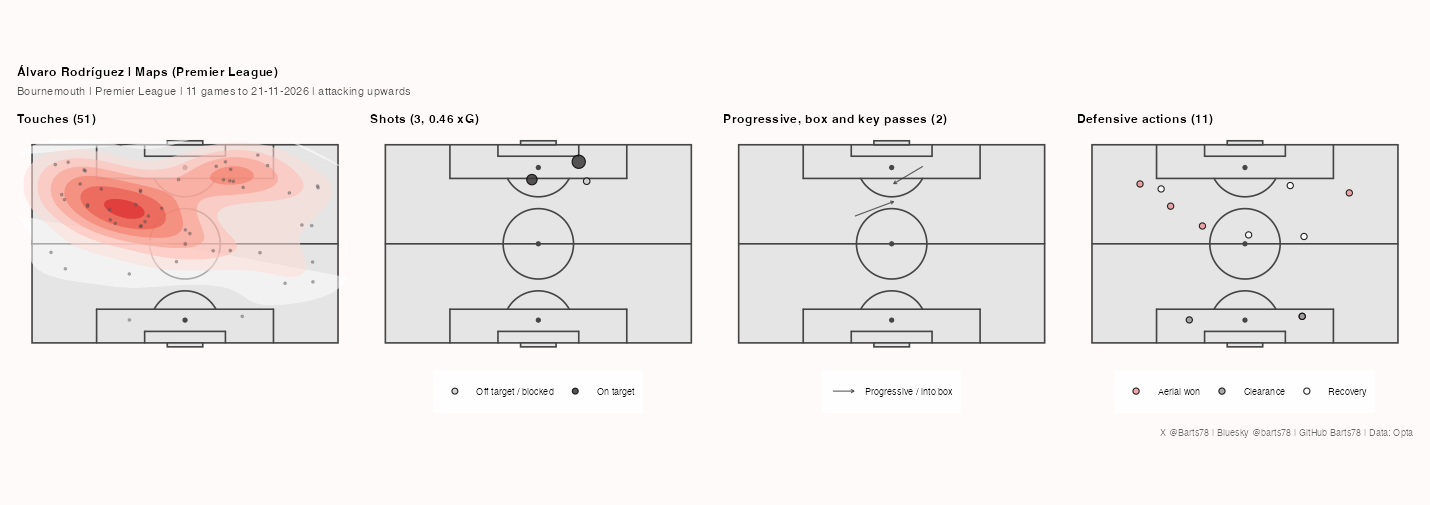 Álvaro Rodríguez | Maps (Premier League)
Bournemouth | Premier League | 11 games to 21-11-2026 | attacking upwards
Touches (51)
Shots (3, 0.46 xG)
Progressive, box and key passes (2)
Defensive actions (11)
Off target / blocked
On target
Progressive / into box
Aerial won
Clearance
Recovery
X @Barts78 | Bluesky @barts78 | GitHub Barts78 | Data: Opta